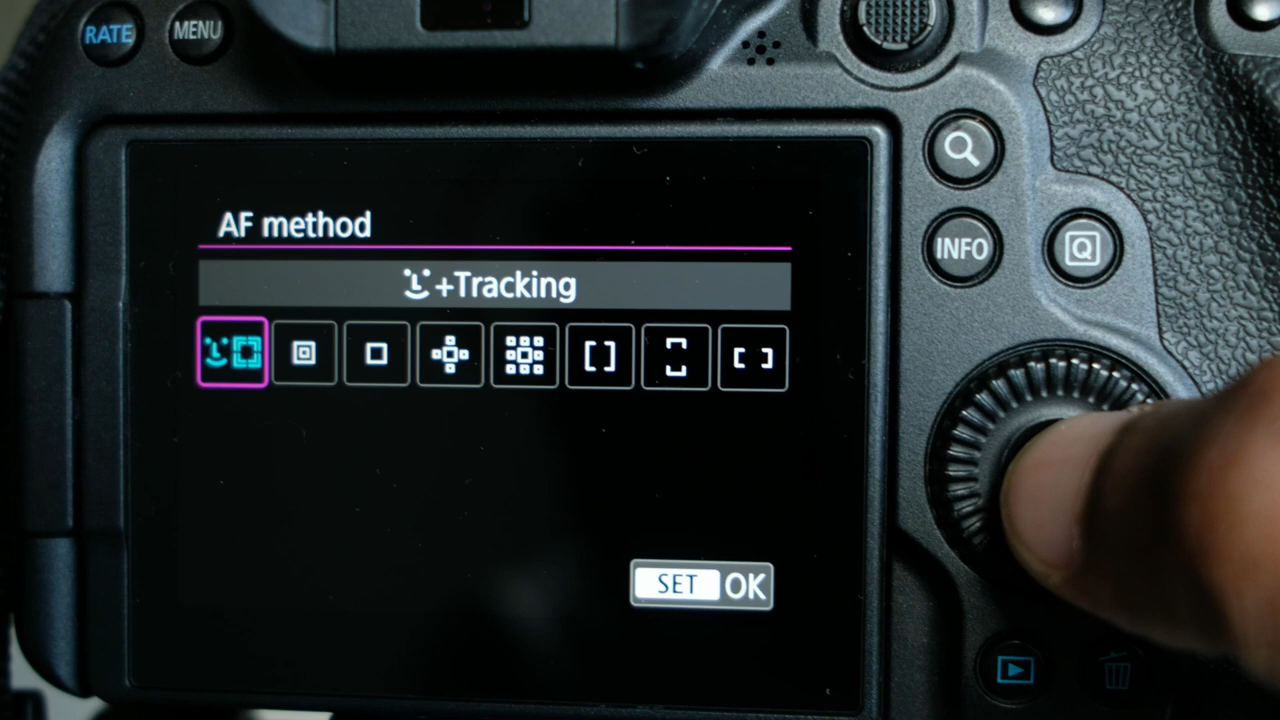 RATE
MENU
AF method
+Tracking
INFO
Q
SET OK